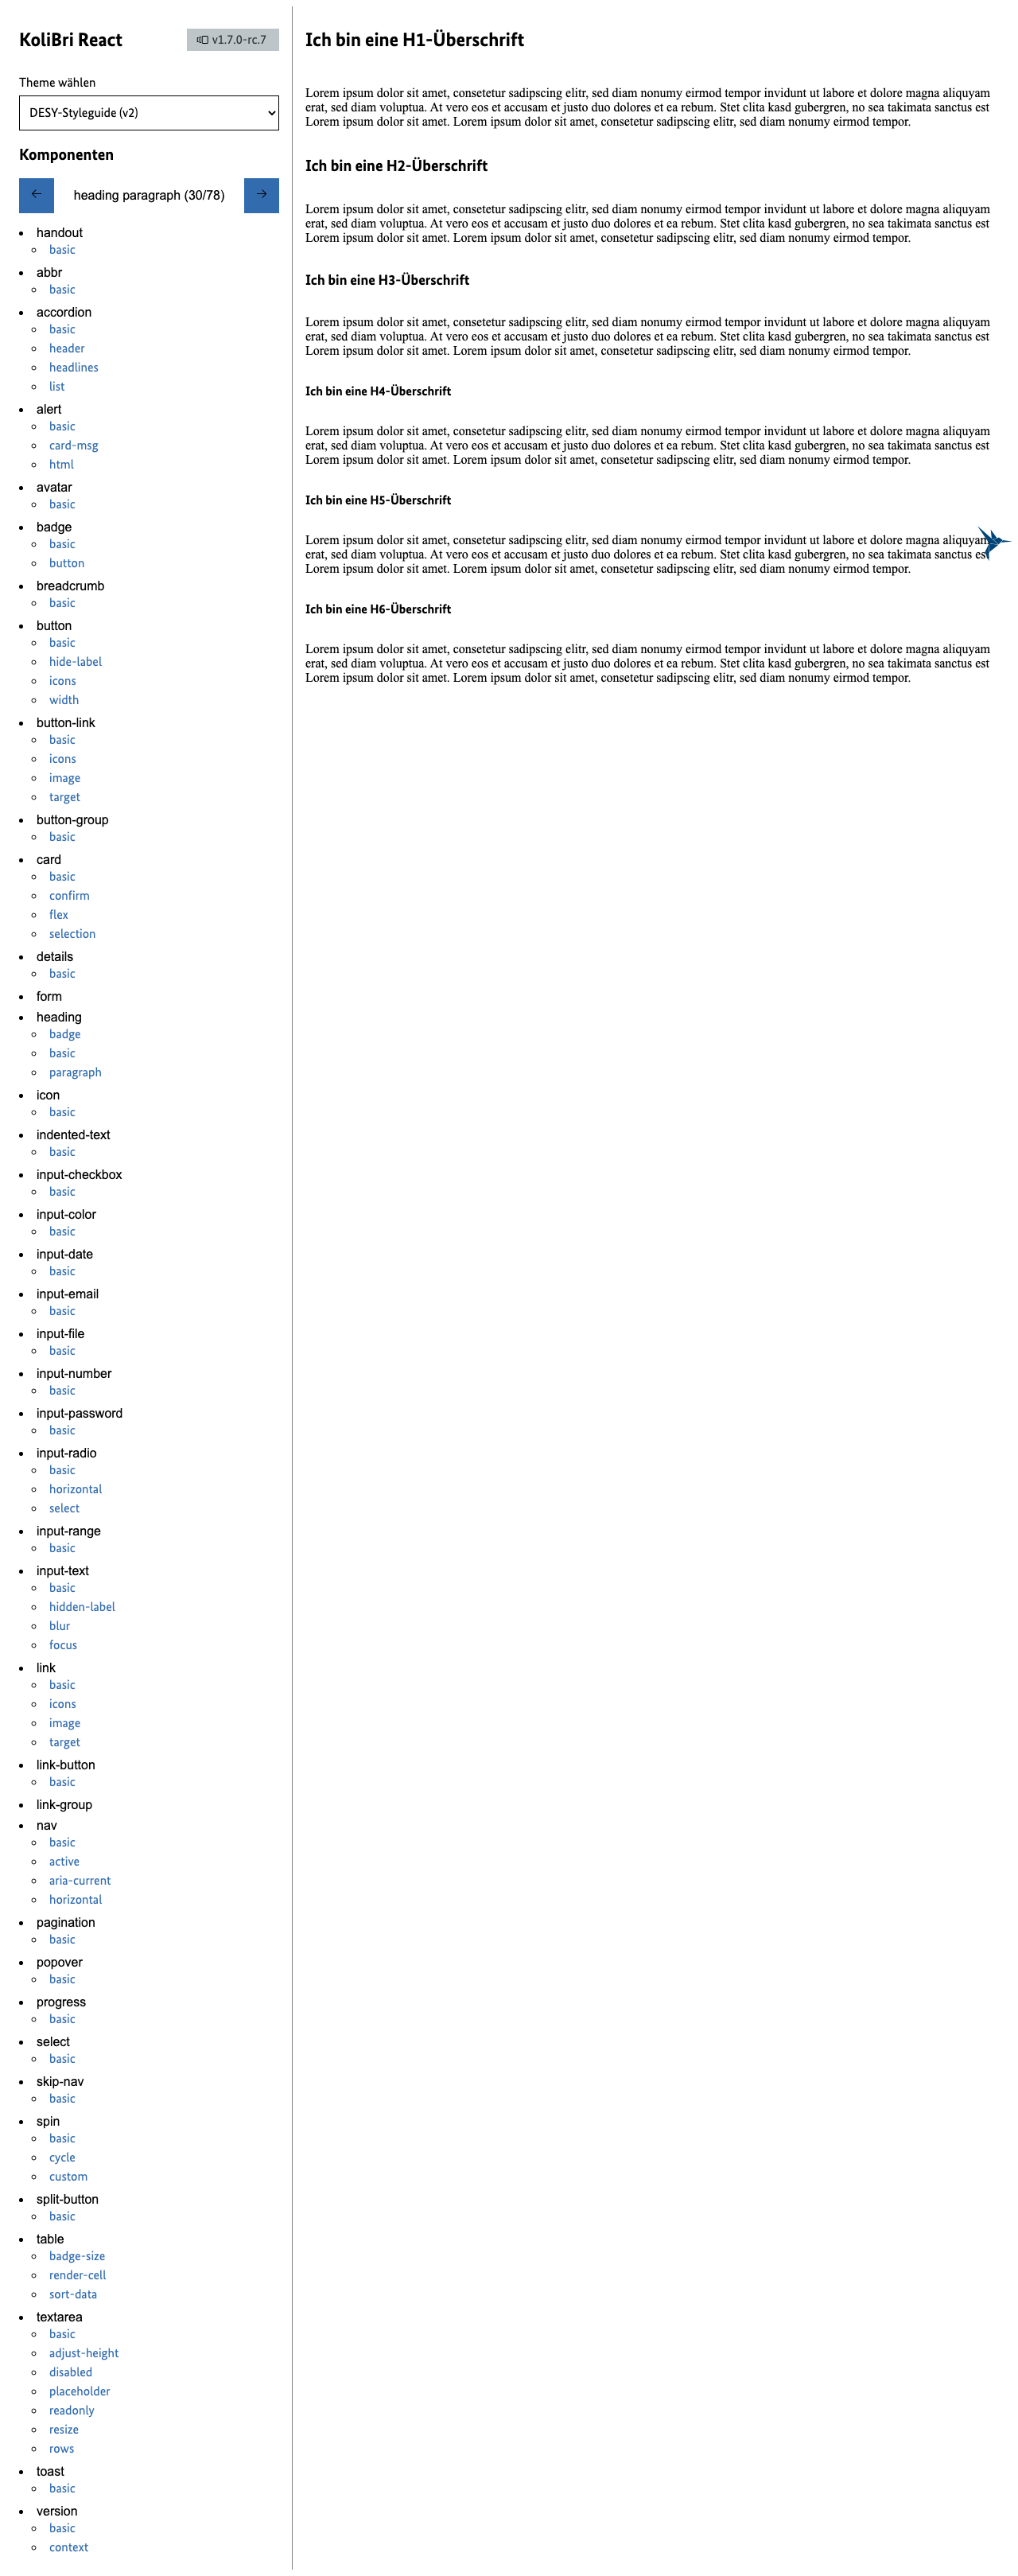 KoliBri React
v1.7.0-rc.7
Theme wählen
DESY-Styleguide (v2)
Komponenten
heading paragraph (30/78)
handout
basic
abbr
basic
accordion
basic
header
headlines
list
alert
basic
card-msg
html
avatar
basic
badge
basic
button
breadcrumb
basic
button
basic
hide-label
icons
width
button-link
basic
icons
image
target
button-group
basic
card
basic
confirm
flex
selection
details
basic
form
heading
badge
basic
paragraph
icon
basic
indented-text
basic
input-checkbox
basic
input-color
basic
input-date
basic
input-email
basic
input-file
basic
input-number
basic
input-password
basic
input-radio
basic
horizontal
select
input-range
basic
input-text
basic
hidden-label
blur
focus
link
basic
icons
image
target
link-button
basic
link-group
nav
basic
active
aria-current
horizontal
pagination
basic
popover
basic
progress
basic
select
basic
skip-nav
basic
spin
basic
cycle
custom
split-button
basic
table
badge-size
render-cell
sort-data
textarea
basic
adjust-height
disabled
placeholder
readonly
resize
rows
toast
basic
version
basic
context
Ich bin eine H1-Überschrift
Lorem ipsum dolor sit amet, consetetur sadipscing elitr, sed diam nonumy eirmod tempor invidunt ut labore et dolore magna aliquyam
erat, sed diam voluptua. At vero eos et accusam et justo duo dolores et ea rebum. Stet clita kasd gubergren, no sea takimata sanctus est
Lorem ipsum dolor sit amet. Lorem ipsum dolor sit amet, consetetur sadipscing elitr, sed diam nonumy eirmod tempor.
Ich bin eine H2-Überschrift
Lorem ipsum dolor sit amet, consetetur sadipscing elitr, sed diam nonumy eirmod tempor invidunt ut labore et dolore magna aliquyam
erat, sed diam voluptua. At vero eos et accusam et justo duo dolores et ea rebum. Stet clita kasd gubergren, no sea takimata sanctus est
Lorem ipsum dolor sit amet. Lorem ipsum dolor sit amet, consetetur sadipscing elitr, sed diam nonumy eirmod tempor.
Ich bin eine H3-Überschrift
Lorem ipsum dolor sit amet, consetetur sadipscing elitr, sed diam nonumy eirmod tempor invidunt ut labore et dolore magna aliquyam
erat, sed diam voluptua. At vero eos et accusam et justo duo dolores et ea rebum. Stet clita kasd gubergren, no sea takimata sanctus est
Lorem ipsum dolor sit amet. Lorem ipsum dolor sit amet, consetetur sadipscing elitr, sed diam nonumy eirmod tempor.
Ich bin eine H4-Überschrift
Lorem ipsum dolor sit amet, consetetur sadipscing elitr, sed diam nonumy eirmod tempor invidunt ut labore et dolore magna aliquyam
erat, sed diam voluptua. At vero eos et accusam et justo duo dolores et ea rebum. Stet clita kasd gubergren, no sea takimata sanctus est
Lorem ipsum dolor sit amet. Lorem ipsum dolor sit amet, consetetur sadipscing elitr, sed diam nonumy eirmod tempor.
Ich bin eine H5-Überschrift
Lorem ipsum dolor sit amet, consetetur sadipscing elitr, sed diam nonumy eirmod tempor invidunt ut labore et dolore magna aliquyam
erat, sed diam voluptua. At vero eos et accusam et justo duo dolores et ea rebum. Stet clita kasd gubergren, no sea takimata sanctus est
Lorem ipsum dolor sit amet. Lorem ipsum dolor sit amet, consetetur sadipscing elitr, sed diam nonumy eirmod tempor.
Ich bin eine H6-Überschrift
Lorem ipsum dolor sit amet, consetetur sadipscing elitr, sed diam nonumy eirmod tempor invidunt ut labore et dolore magna aliquyam
erat, sed diam voluptua. At vero eos et accusam et justo duo dolores et ea rebum. Stet clita kasd gubergren, no sea takimata sanctus est
Lorem ipsum dolor sit amet. Lorem ipsum dolor sit amet, consetetur sadipscing elitr, sed diam nonumy eirmod tempor.